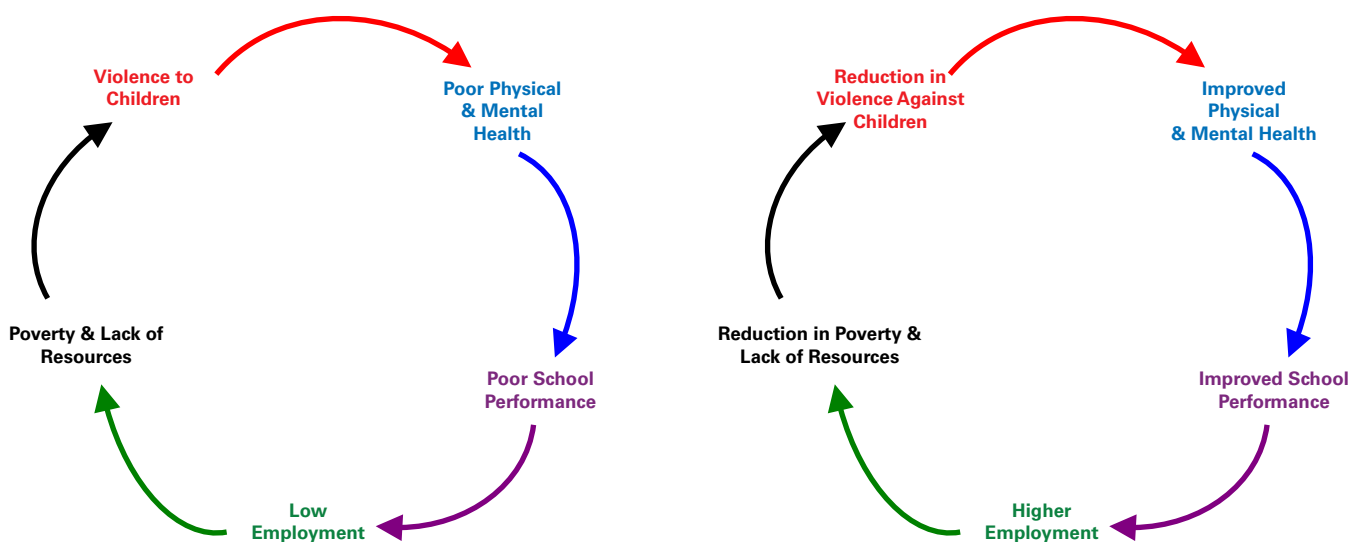 Violence to
Children
Poor Physical
& Mental
Health
Poor School
Performance
Low
Employment
Poverty & Lack of
Resources
Reduction in
Violence Against
Children
Improved
Physical
& Mental Health
Improved School
Performance
Higher
Employment
Reduction in Poverty &
Lack of Resources